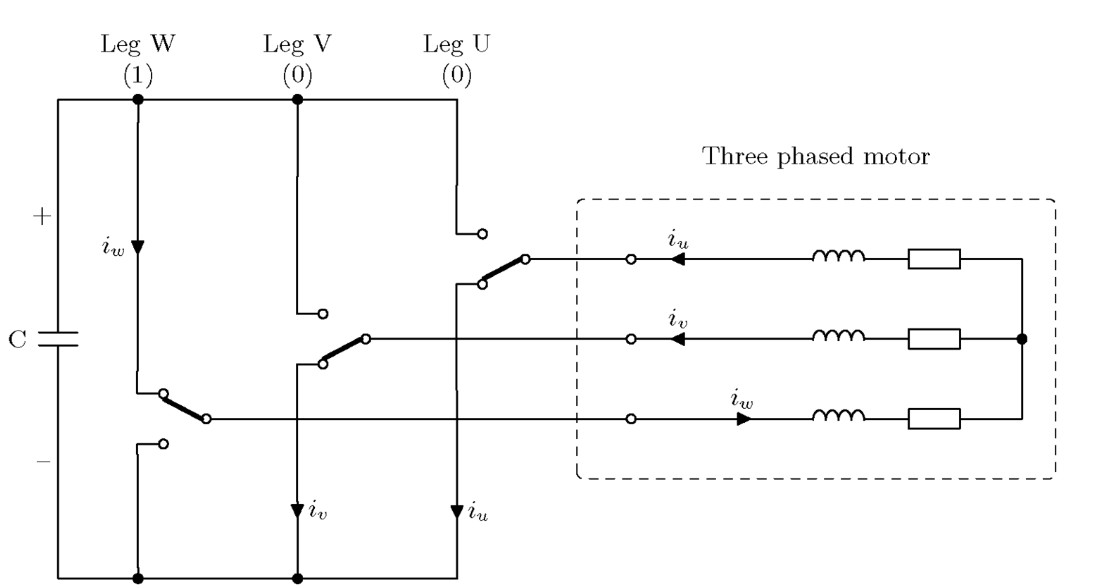 Leg W
(1)
Leg V
(0)
Leg U
(0)
Three phased motor
+
i_w
i_u
i_v
C
i_w
−
i_v
i_u